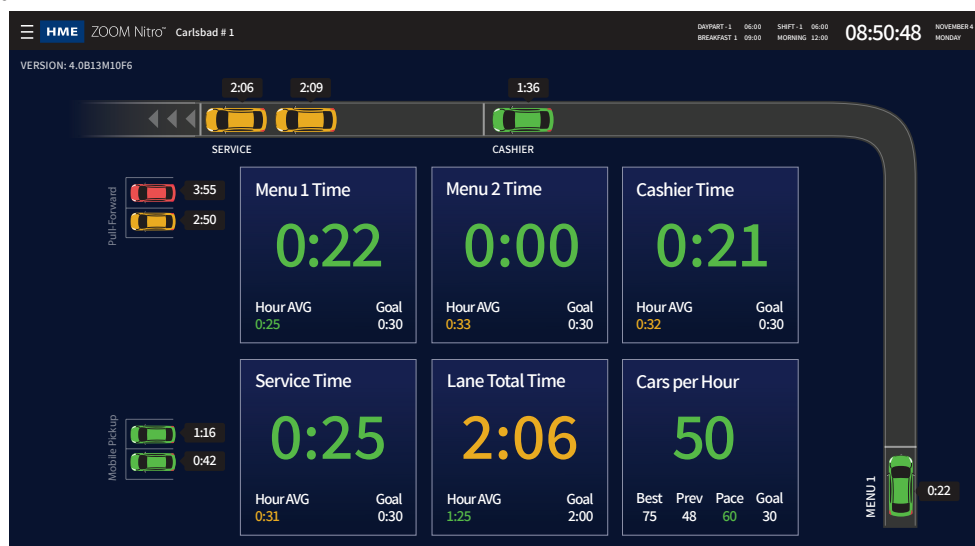 HME ZOOM Nitro™ Carlsbad # 1
DAYPART - 1 06:00 SHIFT - 1 06:00
BREAKFAST 1 09:00 MORNING 12:00
08:50:48
NOVEMBER 4
MONDAY
VERSION: 4.0B13M10F6
2:06 2:09 1:36
SERVICE CASHIER
Pull-Forward
3:55
2:50
Menu 1 Time
0:22
Hour AVG Goal
0:25 0:30
Menu 2 Time
0:00
Hour AVG Goal
0:33 0:30
Cashier Time
0:21
Hour AVG Goal
0:32 0:30
Mobile Pickup
1:16
0:42
Service Time
0:25
Hour AVG Goal
0:31 0:30
Lane Total Time
2:06
Hour AVG Goal
1:25 2:00
Cars per Hour
50
Best Prev Pace Goal
75 48 60 30
MENU 1
0:22